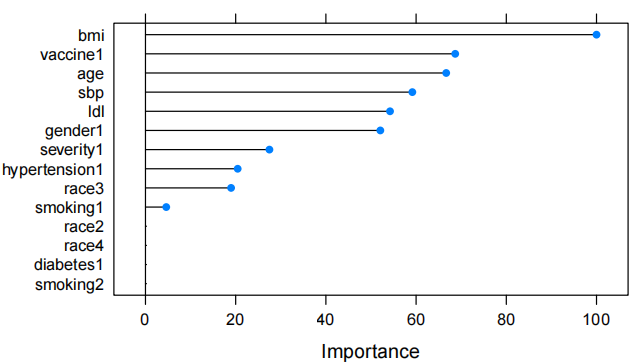 bmi
vaccine1
age
sbp
ldl
gender1
severity1
hypertension1
race3
smoking1
race2
race4
diabetes1
smoking2
0 20 40 60 80 100
Importance